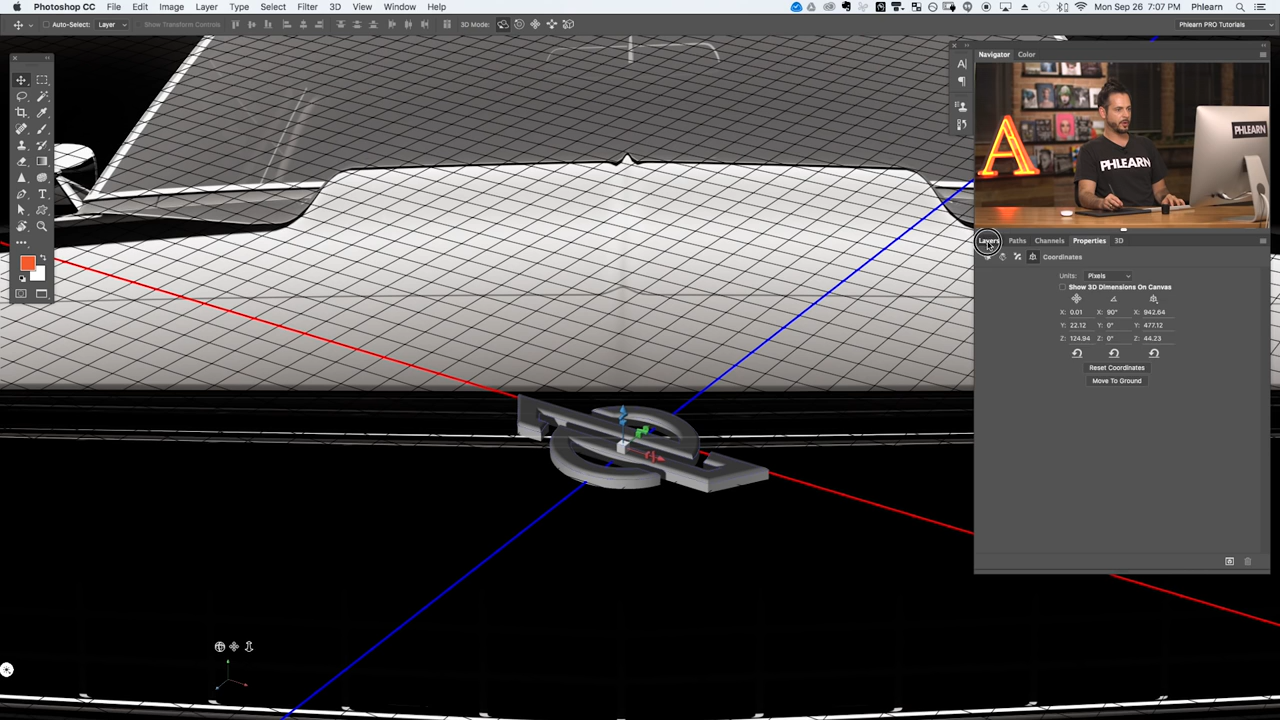 Photoshop CC File Edit Image Layer Type Select Filter 3D View Window Help Mon Sep 26 7:07 PM Phlearn
Auto-Select: Layer Show Transform Controls 3D Mode: Phlearn PRO Tutorials
Navigator Color
A
PHLEARN
PHLEARN
Layers Paths Channels Properties 3D
Coordinates
Units: Pixels
Show 3D Dimensions On Canvas
X: 0.01 X: 90° X: 942.64
Y: 22.12 Y: 0° Y: 477.12
Z: 124.94 Z: 0° Z: 44.23
Reset Coordinates
Move To Ground